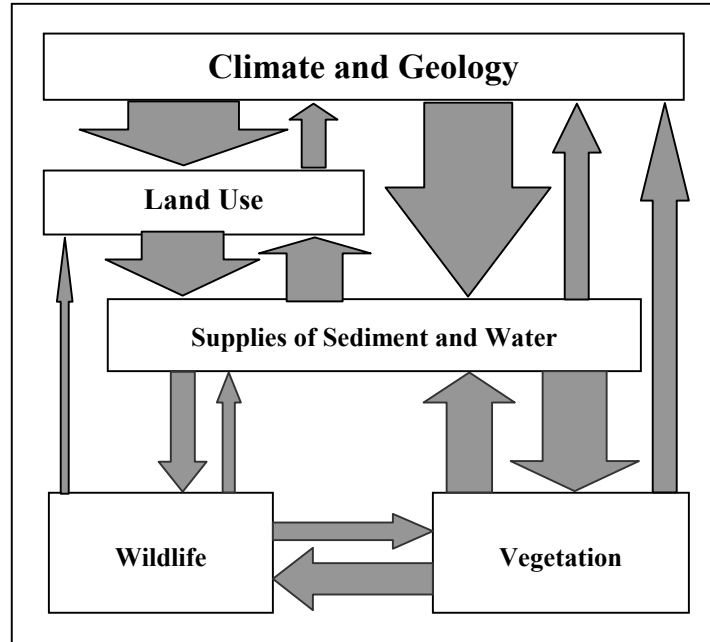 Climate and Geology
Land Use
Supplies of Sediment and Water
Wildlife
Vegetation